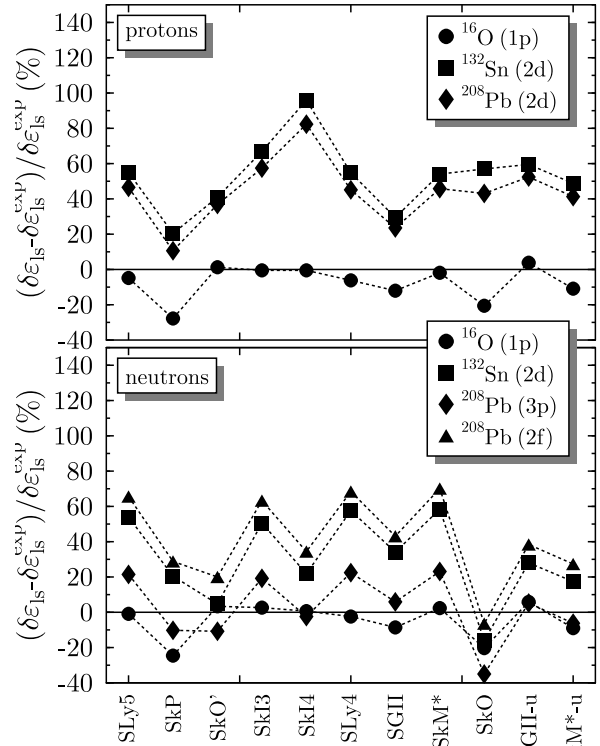 140
120
100
80
60
40
20
0
-20
-40
(δε_ls-δε_ls^exp)/δε_ls^exp (%)
protons
^16O (1p)
^132Sn (2d)
^208Pb (2d)
140
120
100
80
60
40
20
0
-20
-40
(δε_ls-δε_ls^exp)/δε_ls^exp (%)
neutrons
^16O (1p)
^132Sn (2d)
^208Pb (3p)
^208Pb (2f)
SLy5
SkP
SkO'
SkI3
SkI4
SLy4
SGII
SkM*
SkO
GII-u
M*-u